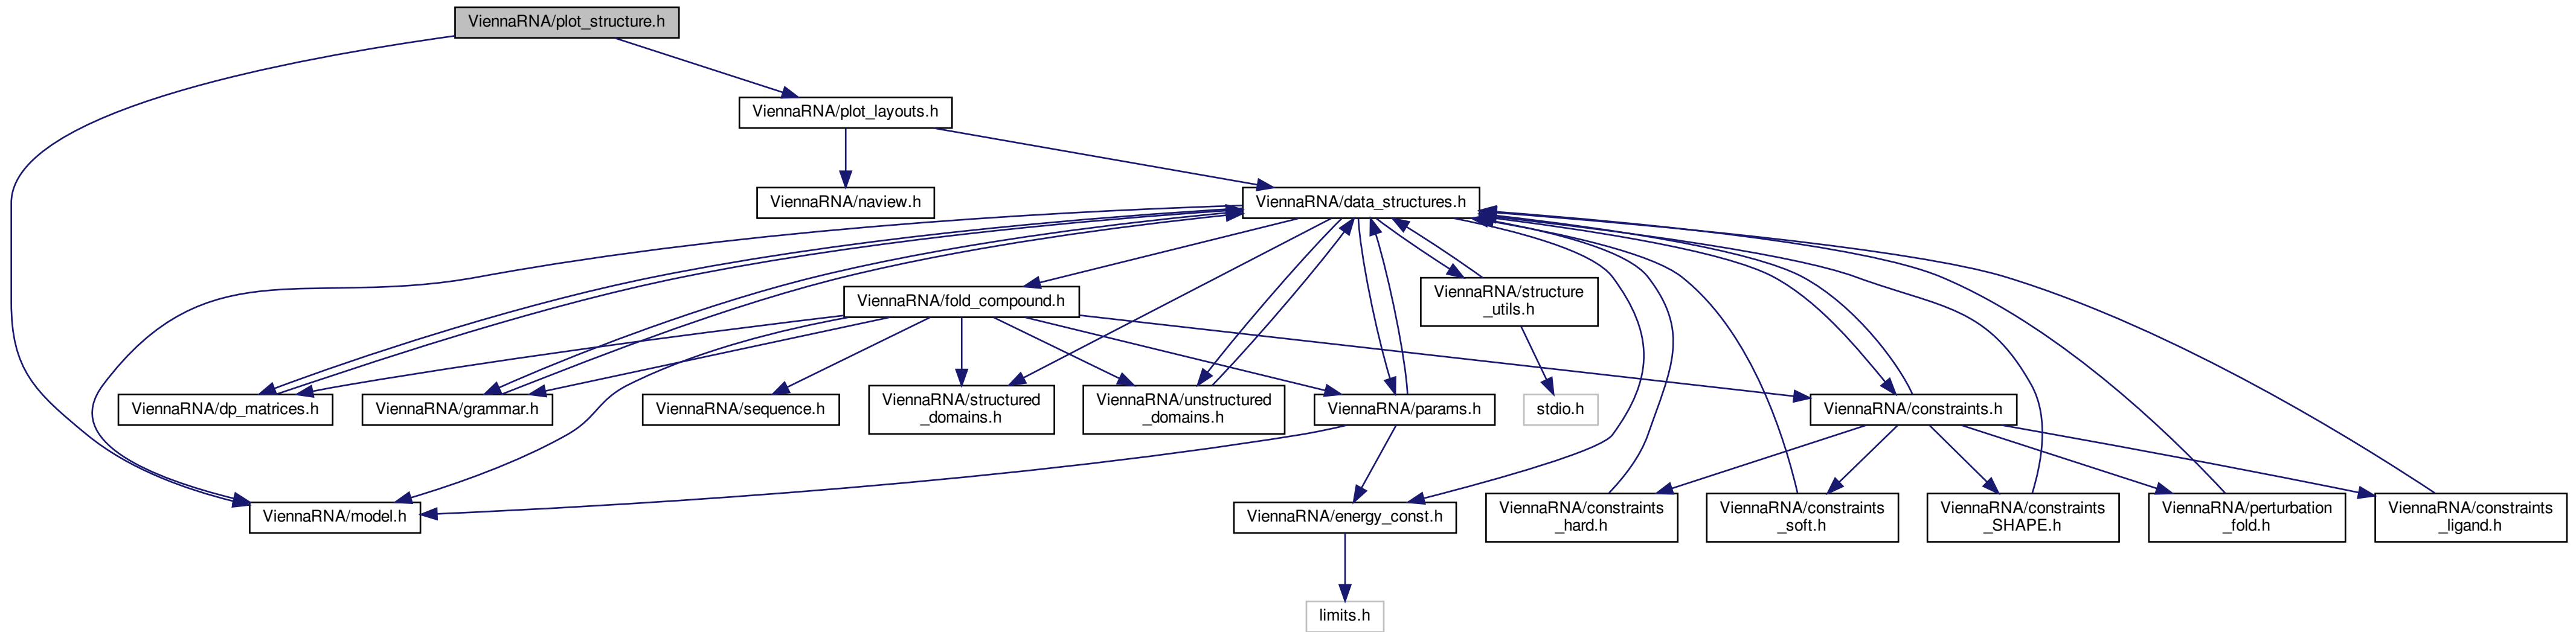 ViennaRNA/plot_structure.h
ViennaRNA/plot_layouts.h
ViennaRNA/naview.h
ViennaRNA/data_structures.h
ViennaRNA/fold_compound.h
ViennaRNA/structure
_utils.h
ViennaRNA/dp_matrices.h
ViennaRNA/grammar.h
ViennaRNA/sequence.h
ViennaRNA/structured
_domains.h
ViennaRNA/unstructured
_domains.h
ViennaRNA/params.h
stdio.h
ViennaRNA/constraints.h
ViennaRNA/model.h
ViennaRNA/energy_const.h
ViennaRNA/constraints
_hard.h
ViennaRNA/constraints
_soft.h
ViennaRNA/constraints
_SHAPE.h
ViennaRNA/perturbation
_fold.h
ViennaRNA/constraints
_ligand.h
limits.h